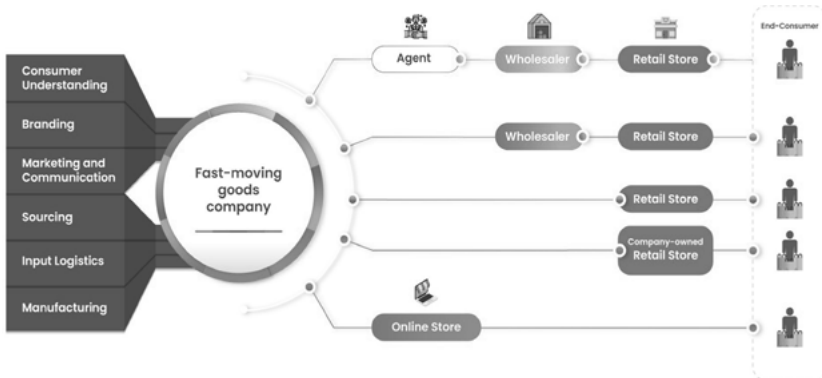 End-Consumer
Agent
Wholesaler
Retail Store
Consumer
Understanding
Branding
Marketing and
Communication
Sourcing
Input Logistics
Manufacturing
Fast-moving
goods
company
Wholesaler
Retail Store
Retail Store
Company-owned
Retail Store
Online Store